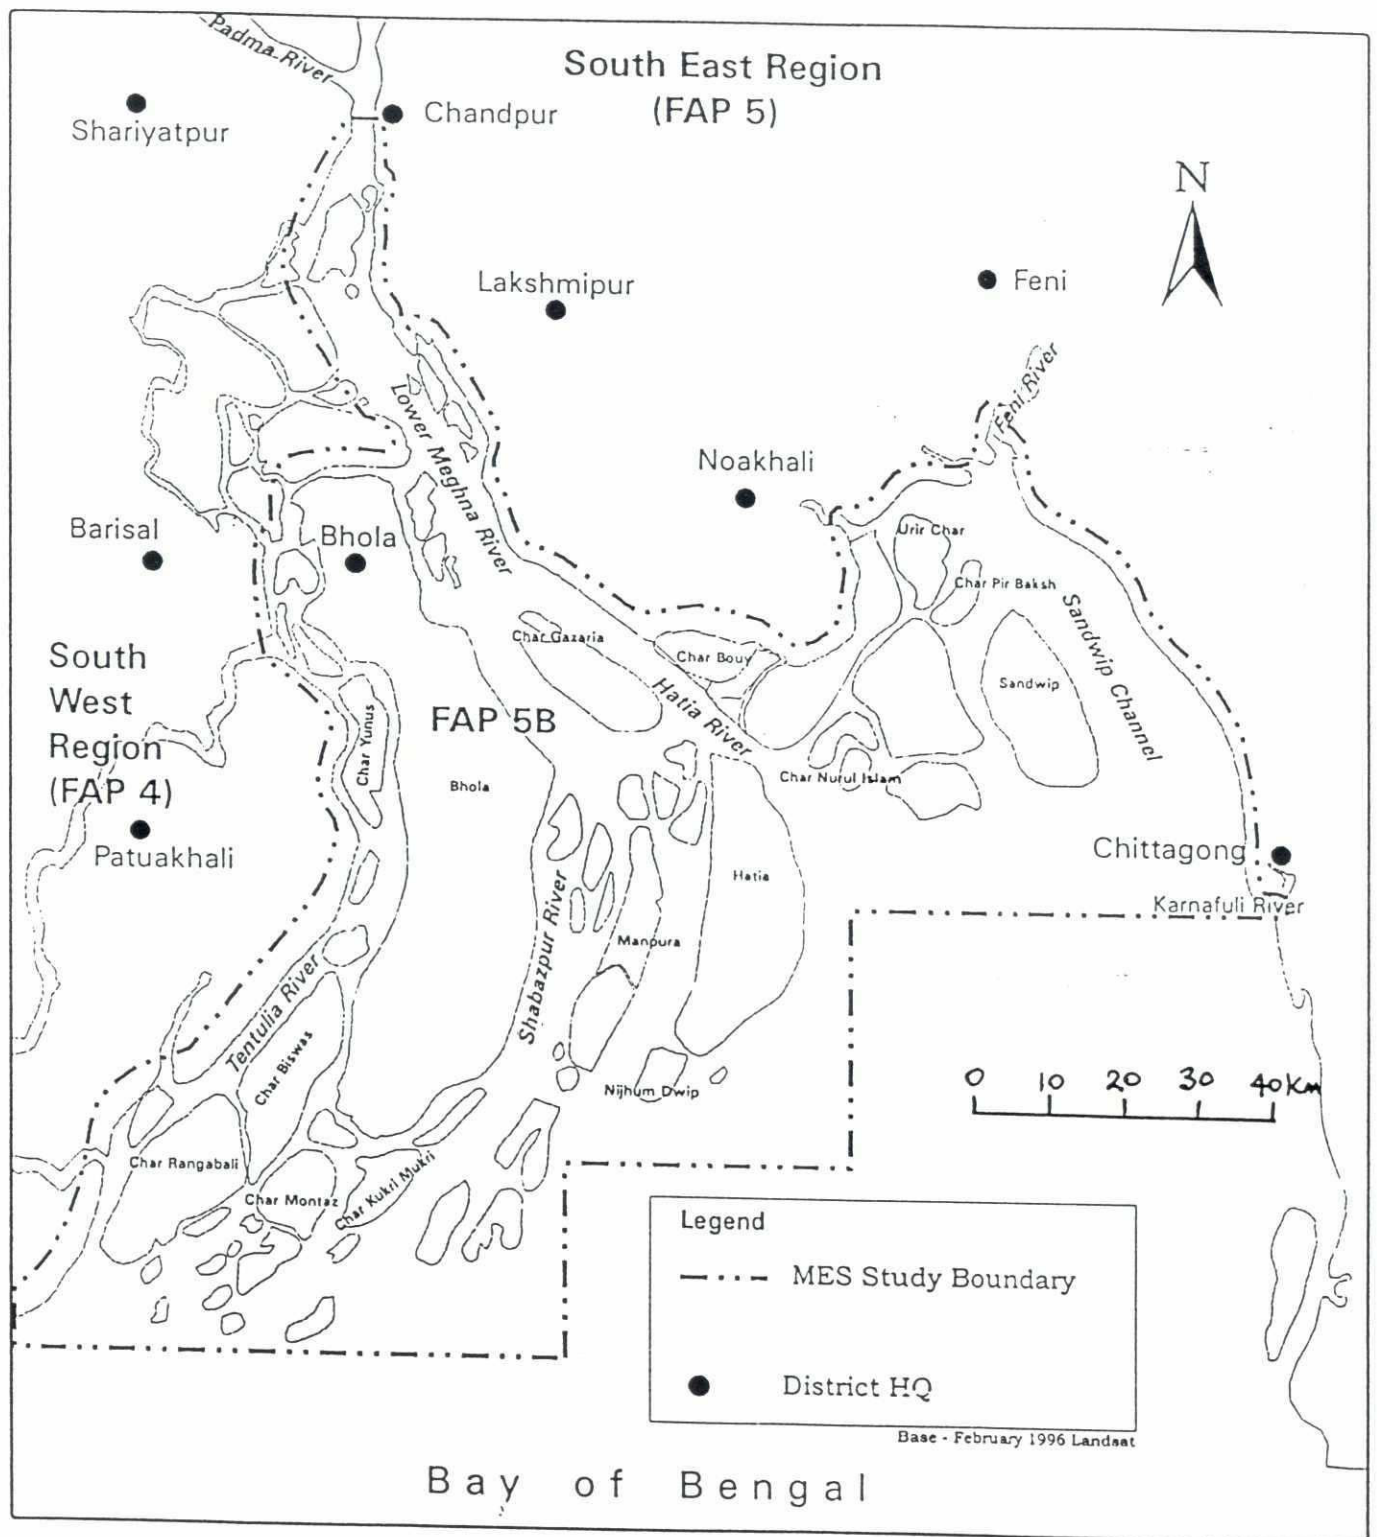 Padma River
South East Region
(FAP 5)
Chandpur
Shariyatpur
N
Lakshmipur
Feni
Feni River
Lower Meghna River
Noakhali
Barisal
Bhola
Urir Char
Char Pir Baksh
Sandwip Channel
Char Gazaria
Char Bouy
South
West
Region
(FAP 4)
Sandwip
Hatia River
Char Yunus
FAP 5B
Bhola
Char Nurul Islam
Patuakhali
Chittagong
Hatia
Karnafuli River
Manpura
Shabazpur River
Tentulia River
Char Biswas
Nijhum Dwip
0 10 20 30 40 Km
Char Rangabali
Char Montaz
Char Kukri Mukri
Legend
MES Study Boundary
District HQ
Base - February 1996 Landsat
Bay of Bengal